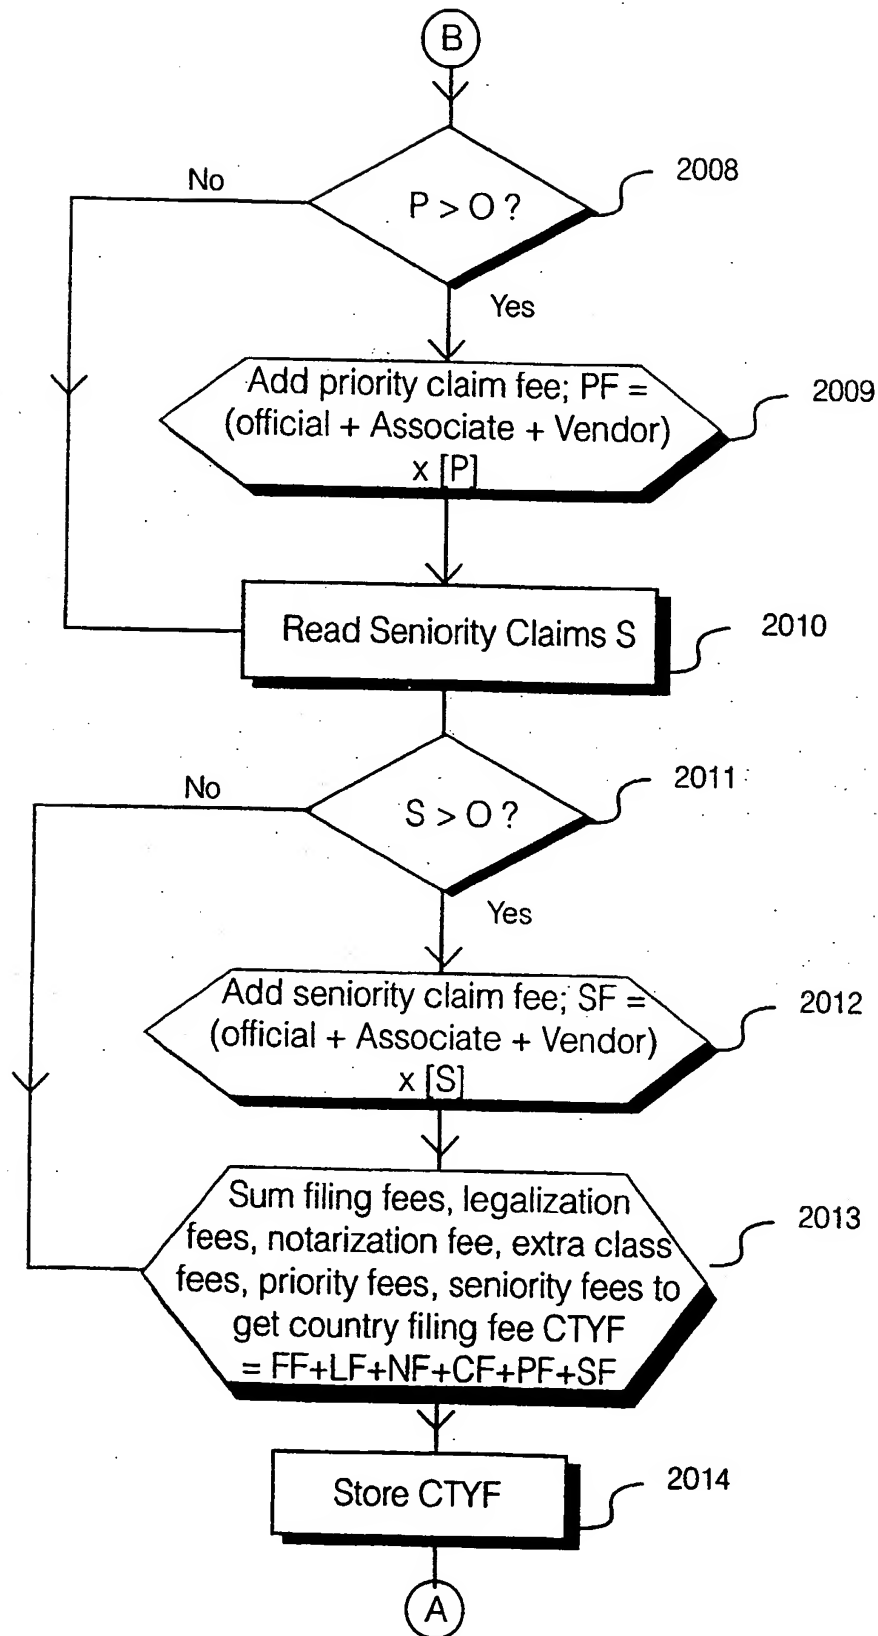 B
P > O ?
2008
No
Yes
Add priority claim fee; PF =
(official + Associate + Vendor)
x [P]
2009
Read Seniority Claims S
2010
No
S > O ?
2011
Yes
Add seniority claim fee; SF =
(official + Associate + Vendor)
x [S]
2012
Sum filing fees, legalization
fees, notarization fee, extra class
fees, priority fees, seniority fees to
get country filing fee CTYF
= FF+LF+NF+CF+PF+SF
2013
Store CTYF
2014
A